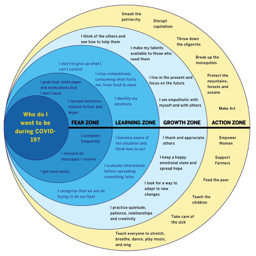 Smash the
patriarchy
Disrupt
capitalism
I think of the others and
see how to help them
Throw down
the oligarchs
I make my talents
available to those who
need them
Break up the
monopolies
I start to give up what I
can't control
I live in the present and
focus on the future
Protect the
mountains,
forests and
oceans
I stop compulsively
consuming what hurts
me, from food to news
I grab food, toilet paper
and medications that
I don't need
I identify my
emotions
I am empathetic with
myself and with others
Make Art
I spread emotions
related to fear and
anger
Who do I
want to be
during COVID-
19?
FEAR ZONE
LEARNING ZONE
GROWTH ZONE
ACTION ZONE
I complain
frequently
I become aware of
the situation and
think how to act
I thank and appreciate
others
Empower
Women
I forward all
messages I receive
I keep a happy
emotional state and
spread hope
Support
Farmers
I get mad easily
I evaluate information
before spreading
something false
Feed the poor
I look for a way to
adapt to new
changes
I recognize that we are all
trying to do our best
Teach the
children
I practice quietude,
patience, relationships
and creativity
Take care of
the sick
Teach everyone to stretch,
breathe, dance, play music,
and sing